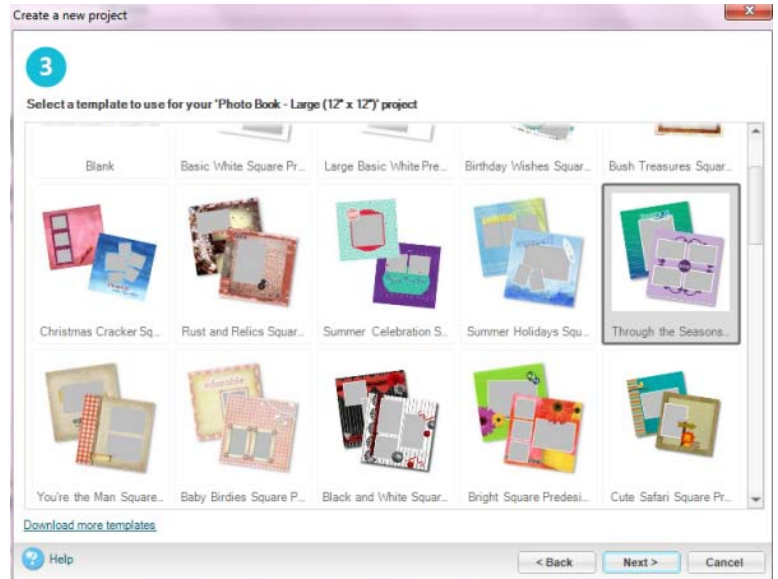 Create a new project
3
Select a template to use for your 'Photo Book - Large (12" x 12")' project
Blank
Basic White Square Pr...
Large Basic White Pre...
Birthday Wishes Squar...
Bush Treasures Squar...
Christmas Cracker Sq...
Rust and Relics Squar...
Summer Celebration S...
Summer Holidays Squ...
Through the Seasons...
adorable
You're the Man Square...
Baby Birdies Square P...
Black and White Squar...
Bright Square Predesi...
Cute Safari Square Pr...
Download more templates
? Help
< Back
Next >
Cancel